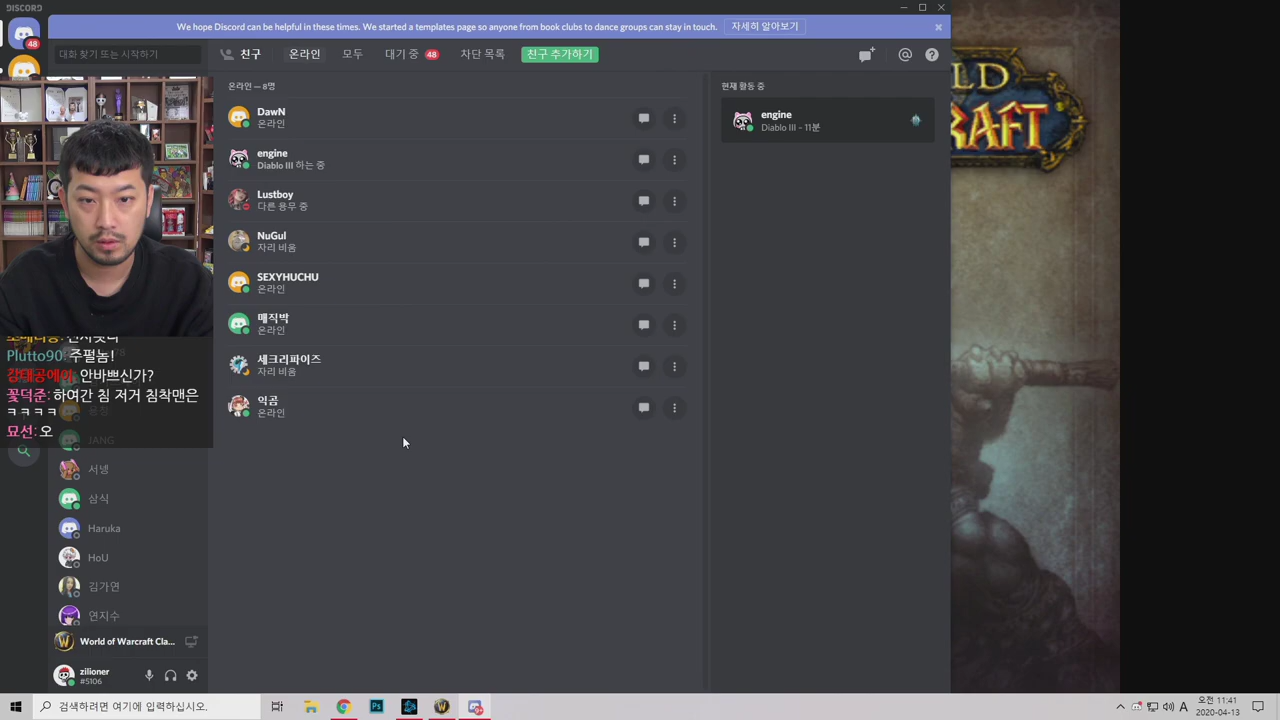 DISCORD
We hope Discord can be helpful in these times. We started a templates page so anyone from book clubs to dance groups can stay in touch.
자세히 알아보기
48
대화 찾기 또는 시작하기
친구
온라인
모두
대기 중
48
차단 목록
친구 추가하기
온라인 — 8명
DawN
온라인
engine
Diablo III 하는 중
Lustboy
다른 용무 중
NuGul
자리 비움
SEXYHUCHU
온라인
매직박
온라인
세크리파이즈
자리 비움
익곰
온라인
현재 활동 중
engine
Diablo III – 11분
Plutto90: 주펄놈!
안바쁘신가?
꽃덕준: 하여간 침 저거 침착맨은
ㅋㅋㅋㅋ
묘선: 오
JANG
서넹
삼식
Haruka
HoU
김가연
연지수
World of Warcraft Cla...
zilioner
#5106
검색하려면 여기에 입력하십시오.
Ps
A
오전 11:41
2020-04-13